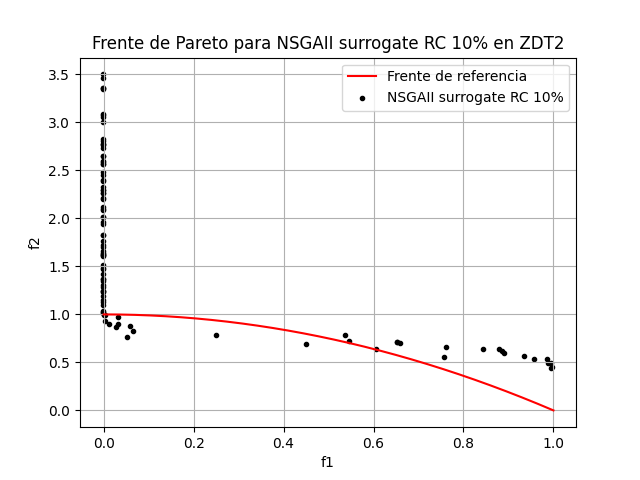 Frente de Pareto para NSGAII surrogate RC 10% en ZDT2
Frente de referencia
NSGAII surrogate RC 10%
3.5
3.0
2.5
2.0
1.5
1.0
0.5
0.0
f2
0.0 0.2 0.4 0.6 0.8 1.0
f1